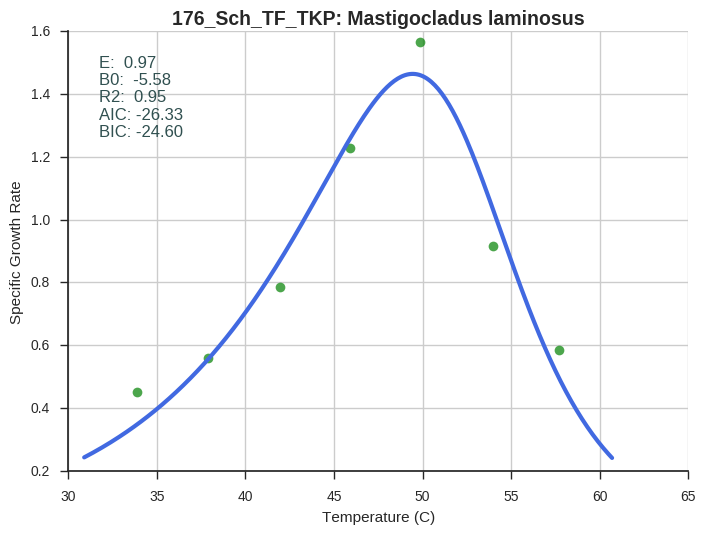 176_Sch_TF_TKP: Mastigocladus laminosus
E:  0.97
B0:  -5.58
R2:  0.95
AIC: -26.33
BIC: -24.60
Specific Growth Rate
1.6
1.4
1.2
1.0
0.8
0.6
0.4
0.2
30 35 40 45 50 55 60 65
Temperature (C)